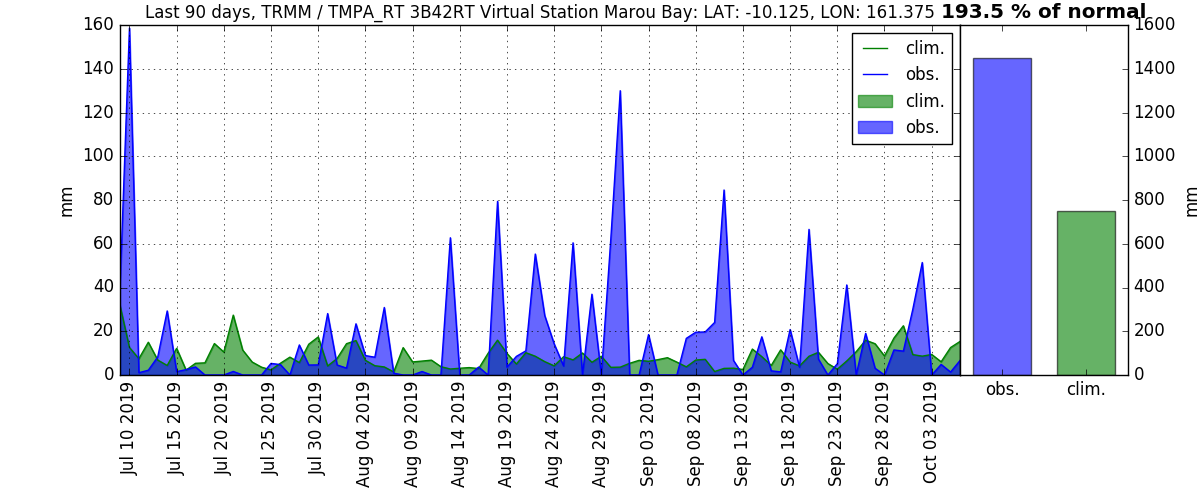 Last 90 days, TRMM / TMPA_RT 3B42RT Virtual Station Marou Bay: LAT: -10.125, LON: 161.375 193.5 % of normal
160
140
120
100
80
60
40
20
0
mm
clim.
obs.
clim.
obs.
1600
1400
1200
1000
800
600
400
200
0
mm
Jul 10 2019
Jul 15 2019
Jul 20 2019
Jul 25 2019
Jul 30 2019
Aug 04 2019
Aug 09 2019
Aug 14 2019
Aug 19 2019
Aug 24 2019
Aug 29 2019
Sep 03 2019
Sep 08 2019
Sep 13 2019
Sep 18 2019
Sep 23 2019
Sep 28 2019
Oct 03 2019
obs. clim.